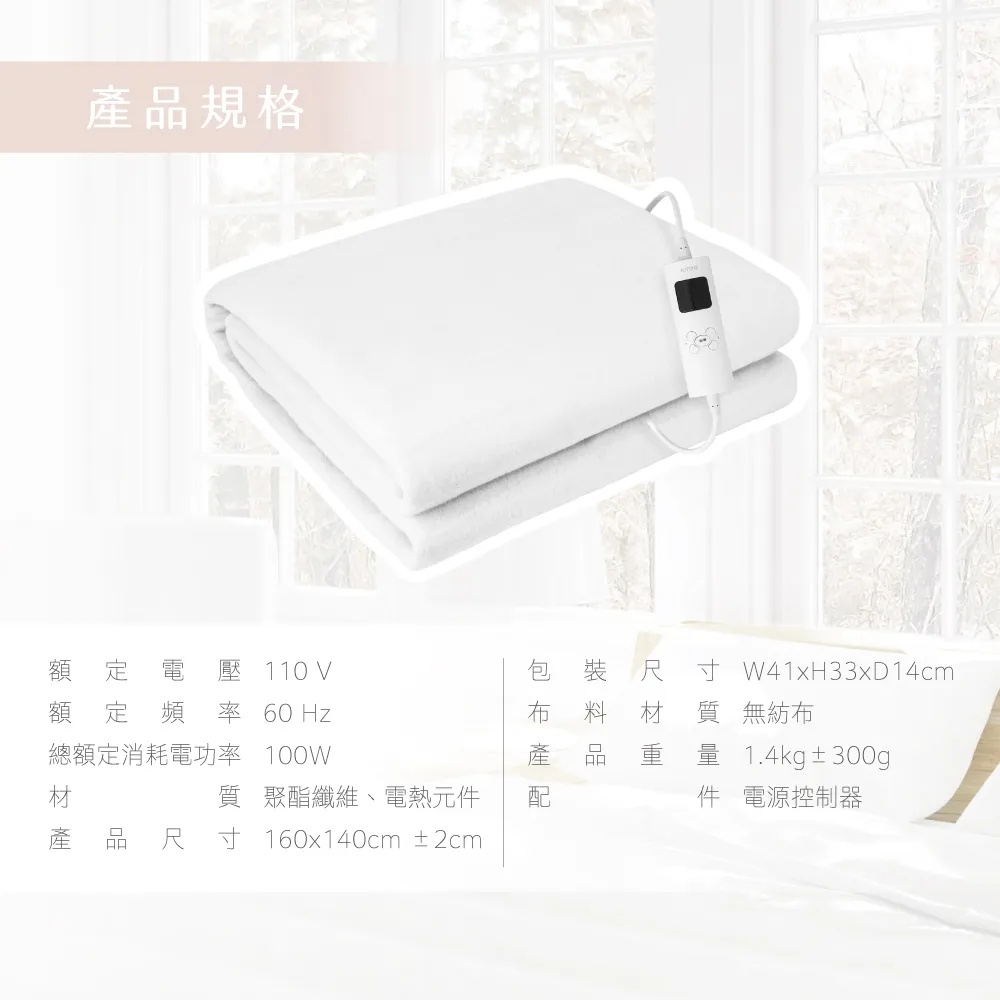 產品規格
額定電壓 110 V
額定頻率 60 Hz
總額定消耗電功率 100W
材質 聚酯纖維、電熱元件
產品尺寸 160x140cm ±2cm
包裝尺寸 W41xH33xD14cm
布料材質 無紡布
產品重量 1.4kg±300g
配件 電源控制器